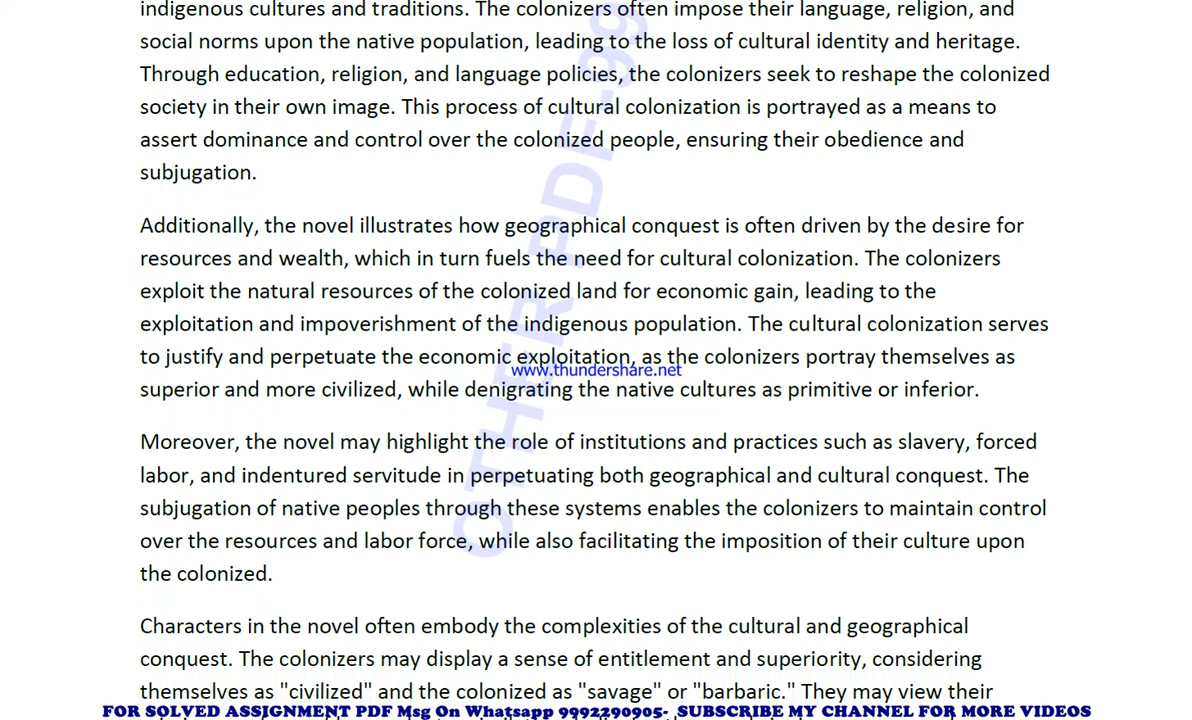 indigenous cultures and traditions. The colonizers often impose their language, religion, and
social norms upon the native population, leading to the loss of cultural identity and heritage.
Through education, religion, and language policies, the colonizers seek to reshape the colonized
society in their own image. This process of cultural colonization is portrayed as a means to
assert dominance and control over the colonized people, ensuring their obedience and
subjugation.
Additionally, the novel illustrates how geographical conquest is often driven by the desire for
resources and wealth, which in turn fuels the need for cultural colonization. The colonizers
exploit the natural resources of the colonized land for economic gain, leading to the
exploitation and impoverishment of the indigenous population. The cultural colonization serves
to justify and perpetuate the economic exploitation, as the colonizers portray themselves as
www.thundershare.net
superior and more civilized, while denigrating the native cultures as primitive or inferior.
Moreover, the novel may highlight the role of institutions and practices such as slavery, forced
labor, and indentured servitude in perpetuating both geographical and cultural conquest. The
subjugation of native peoples through these systems enables the colonizers to maintain control
over the resources and labor force, while also facilitating the imposition of their culture upon
the colonized.
Characters in the novel often embody the complexities of the cultural and geographical
conquest. The colonizers may display a sense of entitlement and superiority, considering
themselves as "civilized" and the colonized as "savage" or "barbaric." They may view their
FOR SOLVED ASSIGNMENT PDF Msg On Whatsapp 9992290905- SUBSCRIBE MY CHANNEL FOR MORE VIDEOS
OTHER PDF-99